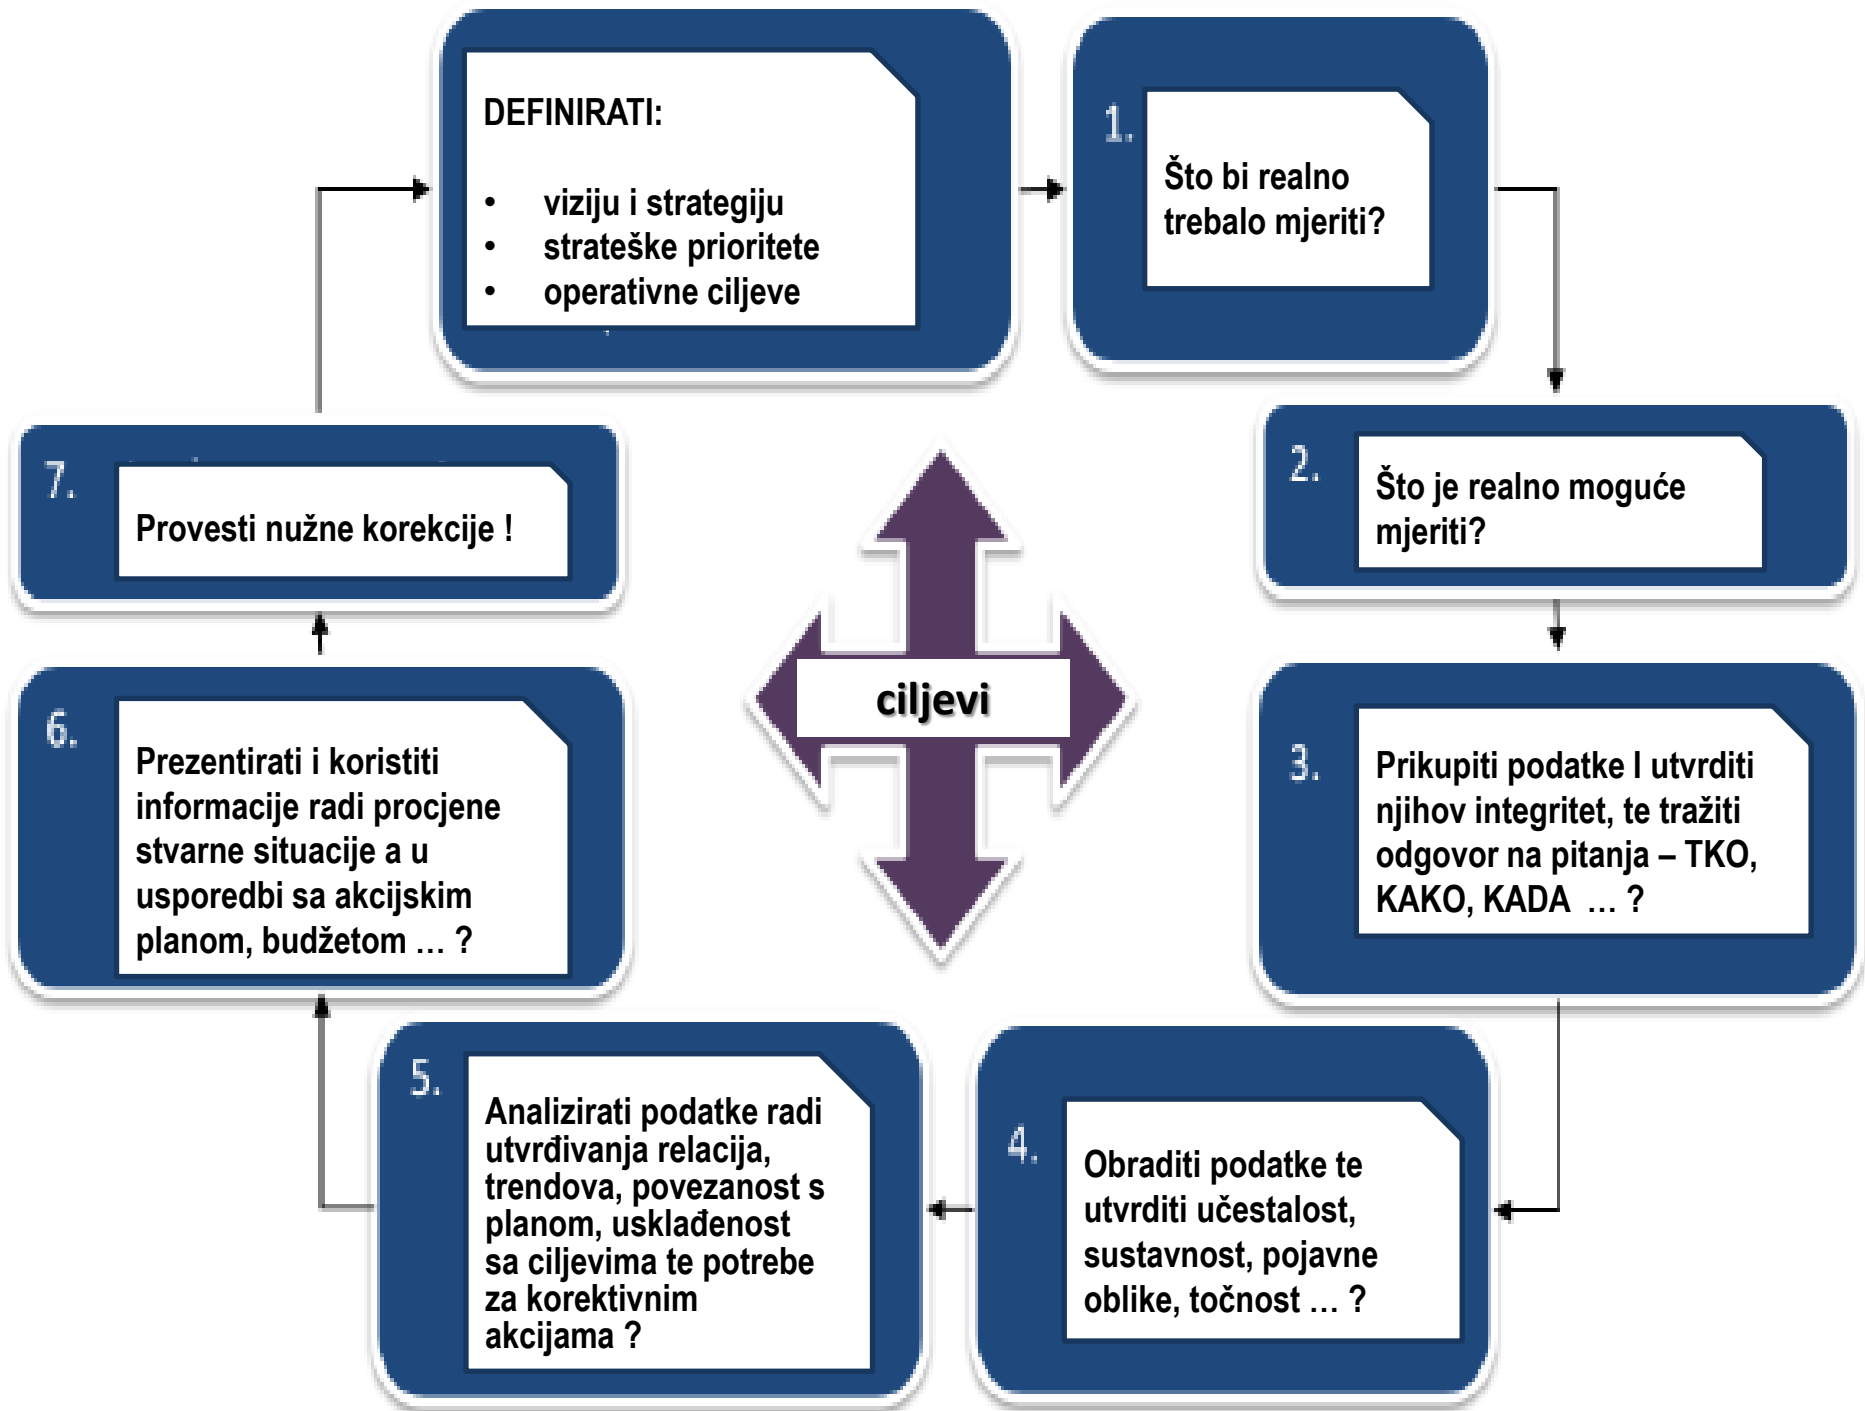 DEFINIRATI:
• viziju i strategiju
• strateške prioritete
• operativne ciljeve
1.
Što bi realno
trebalo mjeriti?
2.
Što je realno moguće
mjeriti?
3.
Prikupiti podatke I utvrditi
njihov integritet, te tražiti
odgovor na pitanja – TKO,
KAKO, KADA … ?
4.
Obraditi podatke te
utvrditi učestalost,
sustavnost, pojavne
oblike, točnost … ?
5.
Analizirati podatke radi
utvrđivanja relacija,
trendova, povezanost s
planom, usklađenost
sa ciljevima te potrebe
za korektivnim
akcijama ?
6.
Prezentirati i koristiti
informacije radi procjene
stvarne situacije a u
usporedbi sa akcijskim
planom, budžetom … ?
7.
Provesti nužne korekcije !
ciljevi